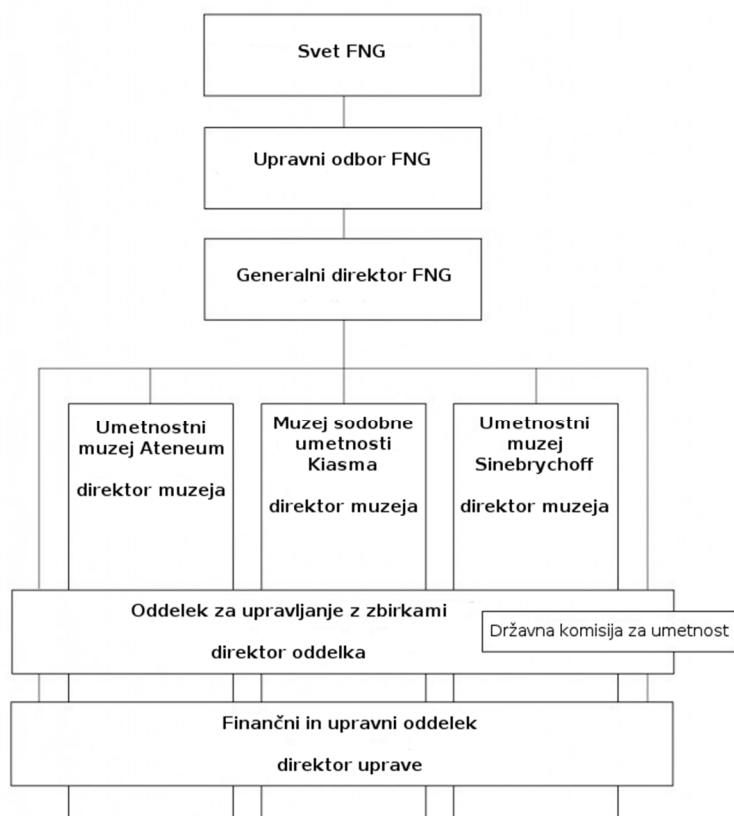 Svet FNG
Upravni odbor FNG
Generalni direktor FNG
Umetnostni
muzej Ateneum
direktor muzeja
Muzej sodobne
umetnosti
Kiasma
direktor muzeja
Umetnostni
muzej
Sinebrychoff
direktor muzeja
Oddelek za upravljanje z zbirkami
direktor oddelka
Državna komisija za umetnost
Finančni in upravni oddelek
direktor uprave